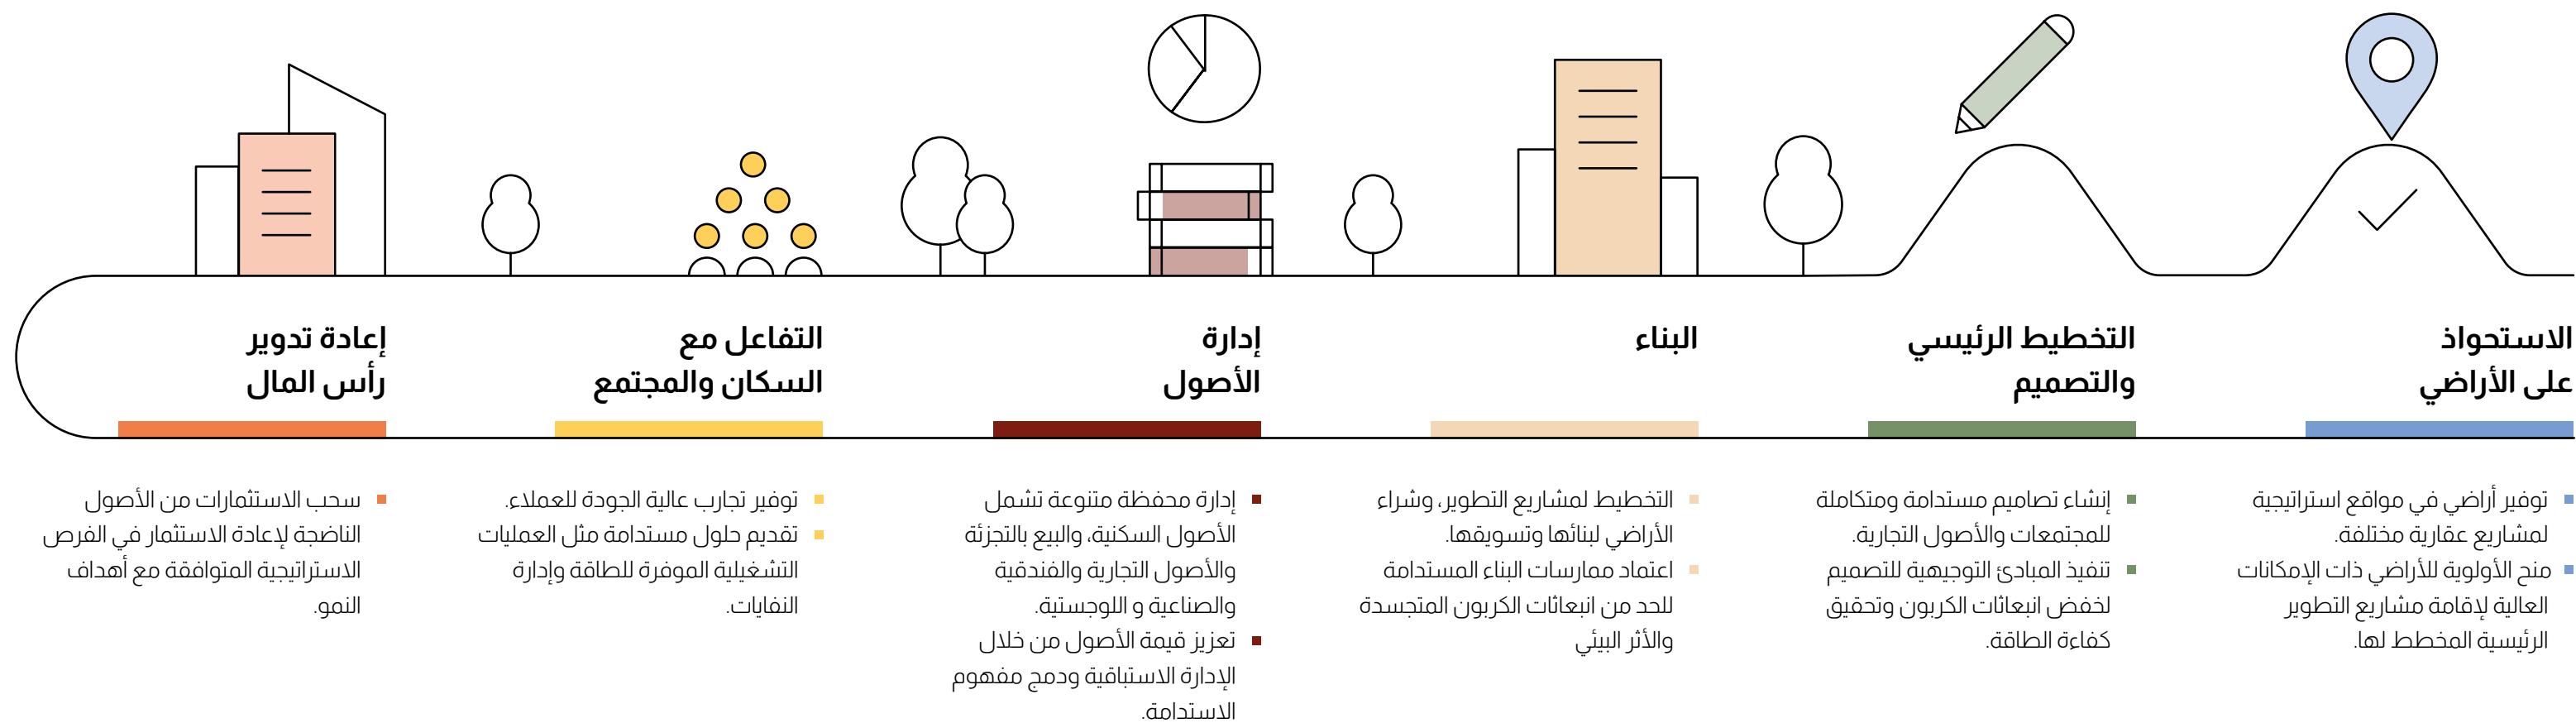 الاستحواذ
على الأراضي
توفير أراضي في مواقع استراتيجية
لمشاريع عقارية مختلفة.
منح الأولوية للأراضي ذات الإمكانات
العالية لإقامة مشاريع التطوير
الرئيسية المخطط لها.
التخطيط الرئيسي
والتصميم
إنشاء تصاميم مستدامة ومتكاملة
للمجتمعات والأصول التجارية.
تنفيذ المبادئ التوجيهية للتصميم
لخفض انبعاثات الكربون وتحقيق
كفاءة الطاقة.
البناء
التخطيط لمشاريع التطوير، وشراء
الأراضي لبنائها وتسويقها.
اعتماد ممارسات البناء المستدامة
للحد من انبعاثات الكربون المتجسدة
والأثر البيئي
إدارة
الأصول
إدارة محفظة متنوعة تشمل
الأصول السكنية، والبيع بالتجزئة
والأصول التجارية والفندقية
والصناعية و اللوجستية.
تعزيز قيمة الأصول من خلال
الإدارة الاستباقية ودمج مفهوم
الاستدامة.
التفاعل مع
السكان والمجتمع
توفير تجارب عالية الجودة للعملاء.
تقديم حلول مستدامة مثل العمليات
التشغيلية الموفرة للطاقة وإدارة
النفايات.
إعادة تدوير
رأس المال
سحب الاستثمارات من الأصول
الناضجة لإعادة الاستثمار في الفرص
الاستراتيجية المتوافقة مع أهداف
النمو.